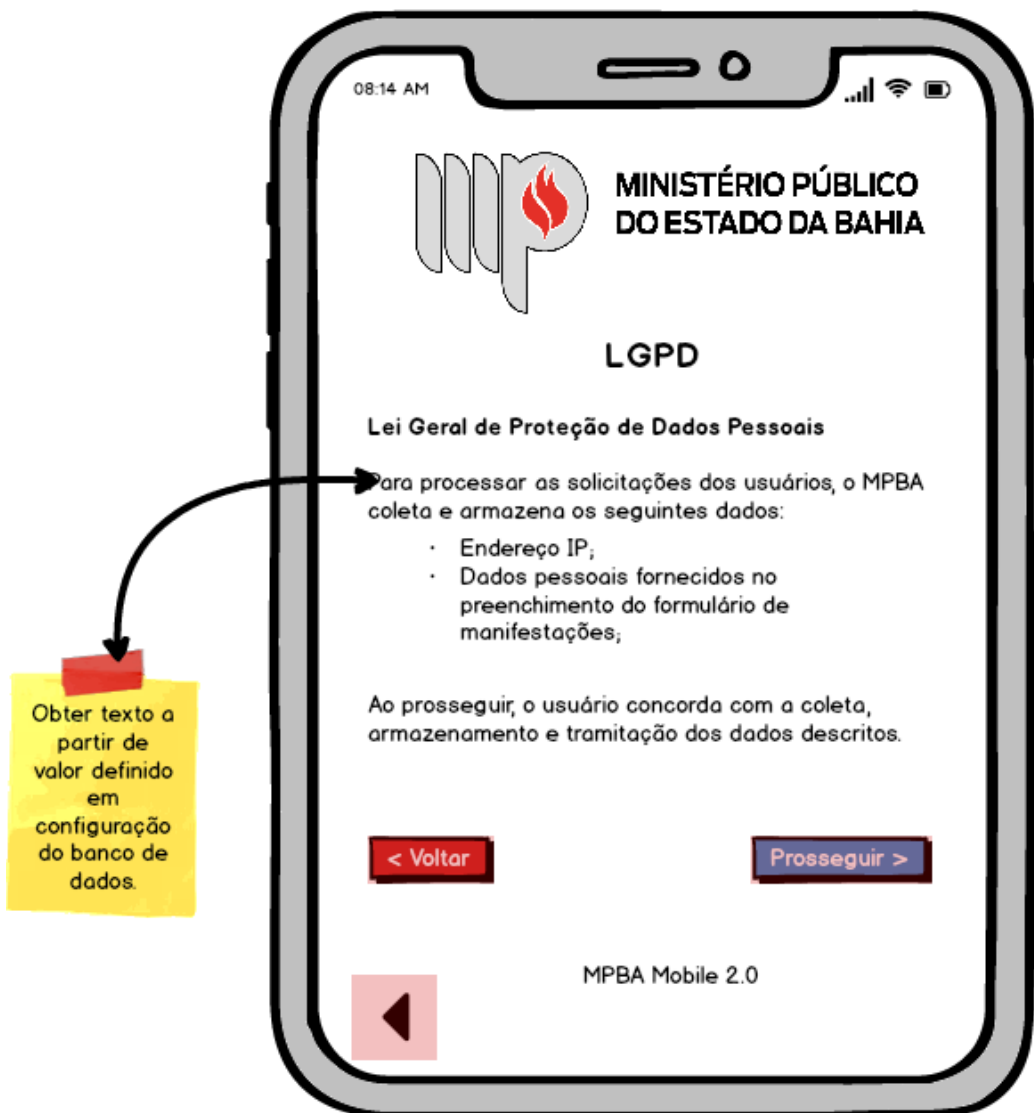 08:14 AM
MINISTÉRIO PÚBLICO
DO ESTADO DA BAHIA
LGPD
Lei Geral de Proteção de Dados Pessoais
Para processar as solicitações dos usuários, o MPBA
coleta e armazena os seguintes dados:
· Endereço IP;
· Dados pessoais fornecidos no
preenchimento do formulário de
manifestações;
Ao prosseguir, o usuário concorda com a coleta,
armazenamento e tramitação dos dados descritos.
< Voltar
Prosseguir >
MPBA Mobile 2.0
Obter texto a
partir de
valor definido
em
configuração
do banco de
dados.